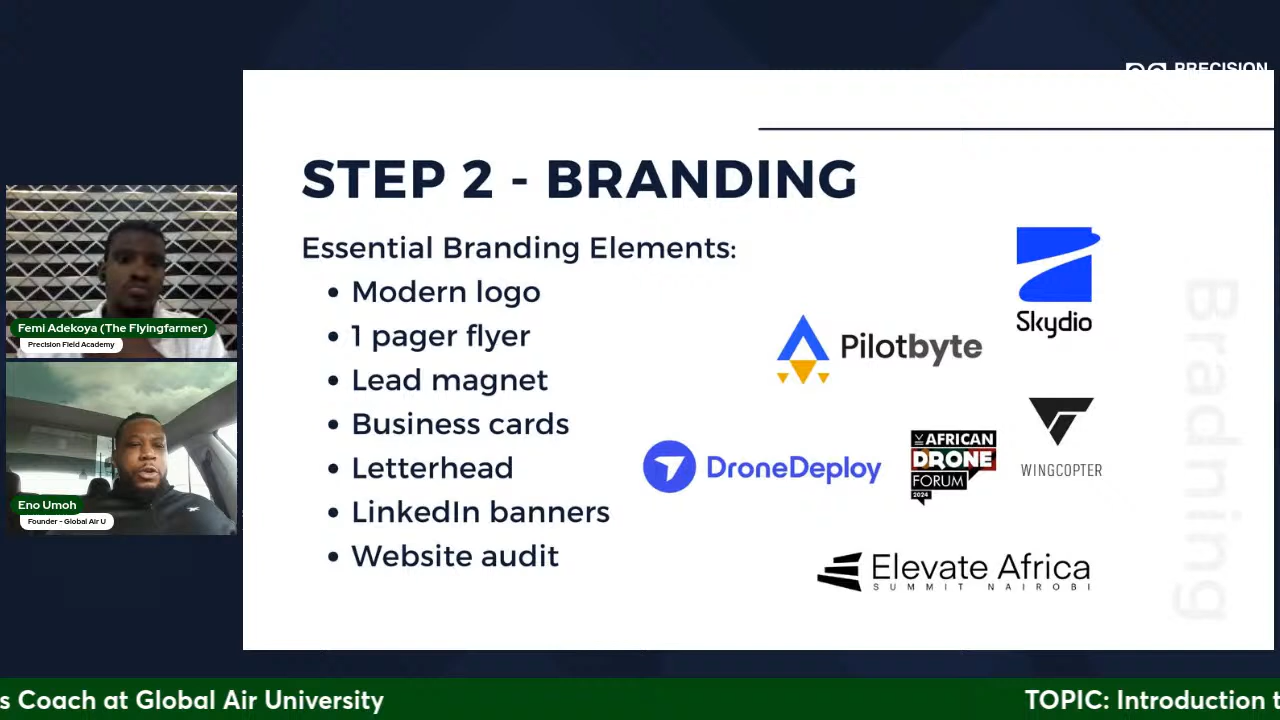 PRECISION
STEP 2 - BRANDING
Essential Branding Elements:
• Modern logo
• 1 pager flyer
• Lead magnet
• Business cards
• Letterhead
• LinkedIn banners
• Website audit
Skydio
Pilotbyte
DroneDeploy
AFRICAN
DRONE
FORUM
2024
WINGCOPTER
Elevate Africa
SUMMIT NAIROBI
Bradning
Femi Adekoya (The Flyingfarmer)
Precision Field Academy
Eno Umoh
Founder - Global Air U
s Coach at Global Air University
TOPIC: Introduction t